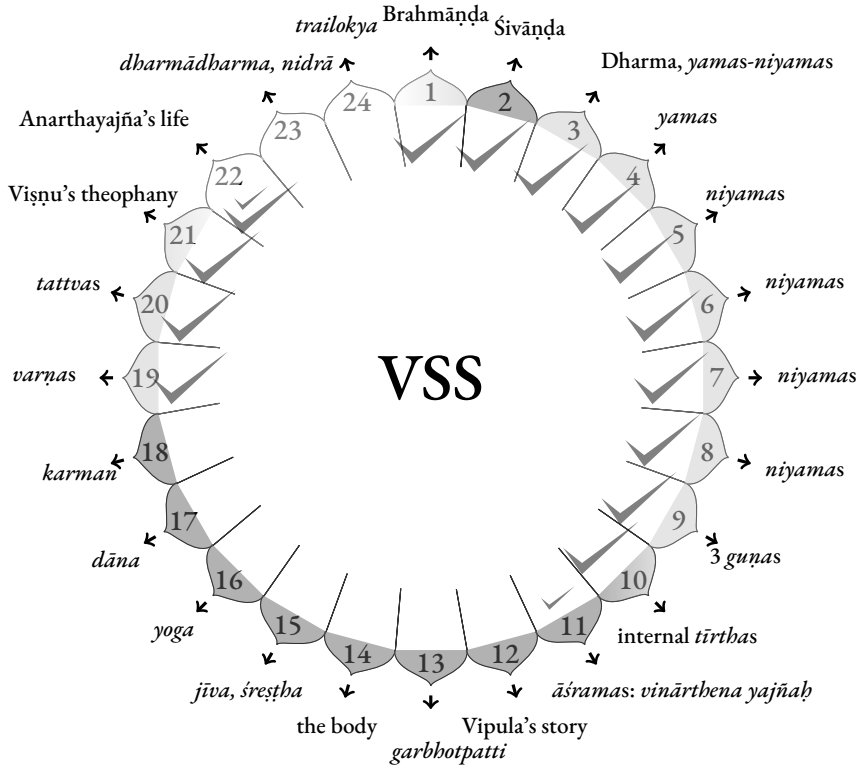 Brahmāṇḍa
1
Śivāṇḍa
2
Dharma, yamas-niyamas
3
yamas
4
niyamas
5
niyamas
6
niyamas
7
niyamas
8
3 guṇas
9
internal tīrthas
10
āśramas: vinārthena yajñaḥ
11
Vipula's story
12
garbhotpatti
13
the body
14
jīva, śreṣṭha
15
yoga
16
dāna
17
karman
18
varṇas
19
tattvas
20
Viṣṇu's theophany
21
Anarthayajña's life
22
dharmādharma, nidrā
23
trailokya
24
VSS